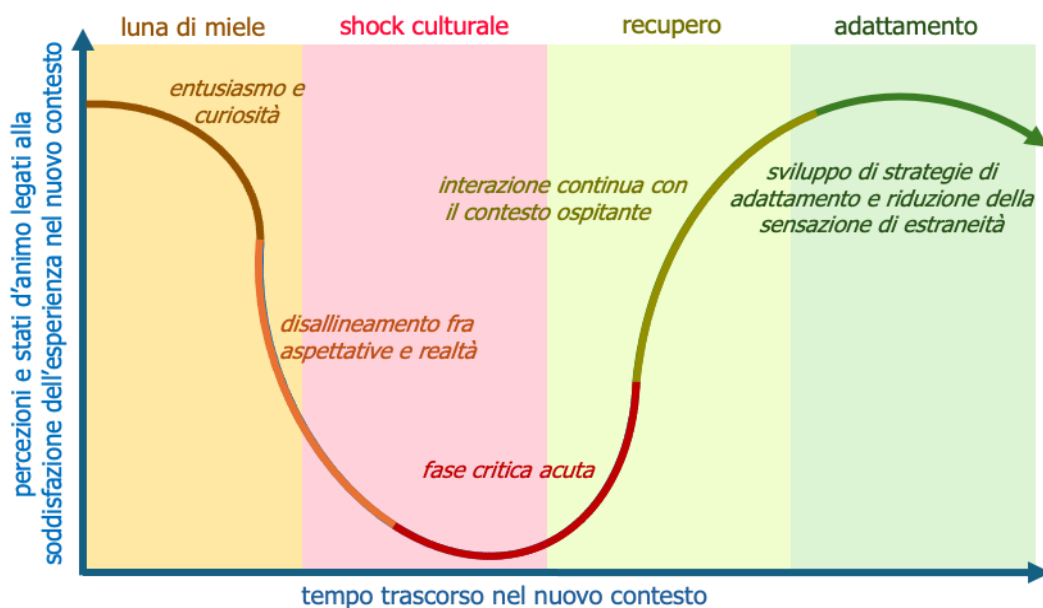 luna di miele
shock culturale
recupero
adattamento
percezioni e stati d'animo legati alla
soddisfazione dell'esperienza nel nuovo contesto
entusiasmo e
curiosità
disallineamento fra
aspettative e realtà
fase critica acuta
interazione continua con
il contesto ospitante
sviluppo di strategie di
adattamento e riduzione della
sensazione di estraneità
tempo trascorso nel nuovo contesto